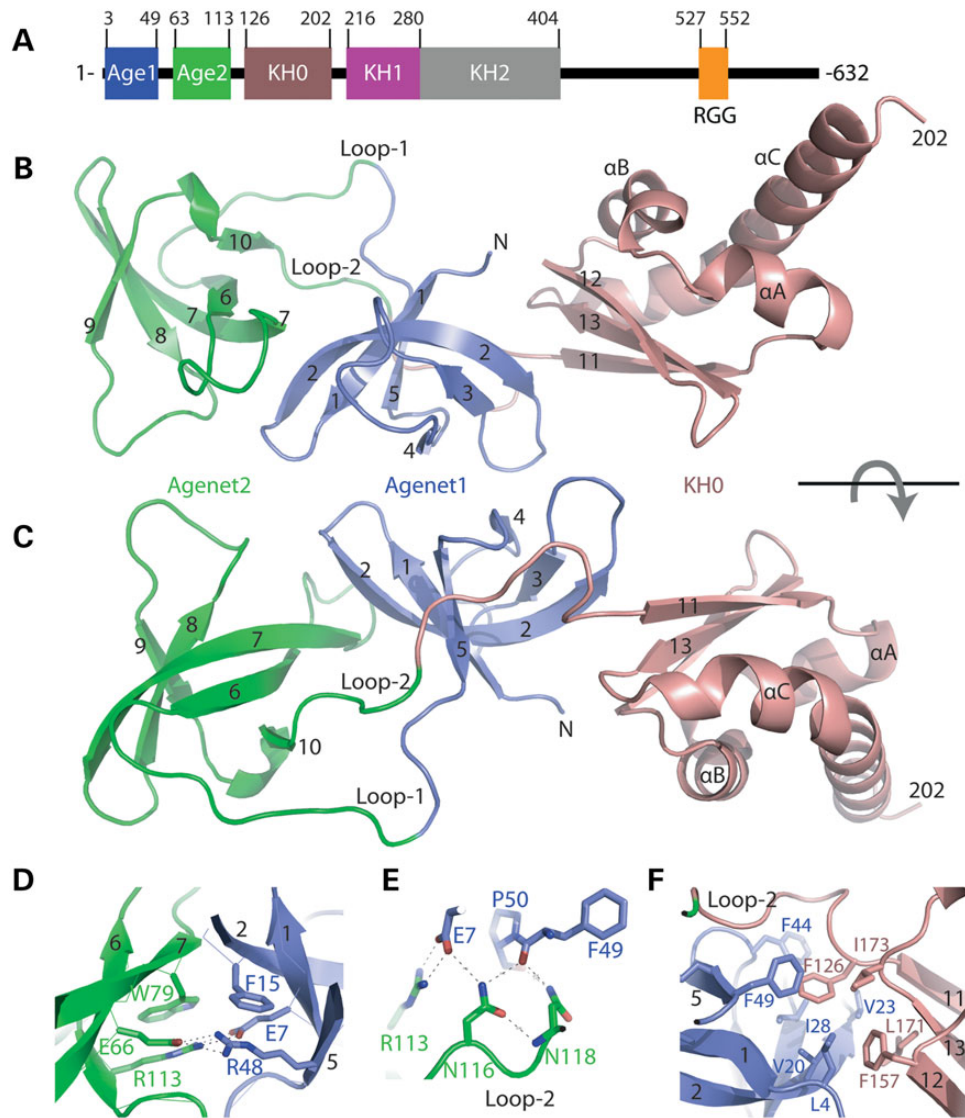 3 49 63 113 126 202 216 280 404 527 552
A
1- Age1 Age2 KH0 KH1 KH2 -632
RGG
B
Loop-1 αB αC 202
10 Loop-2 N
1 12 αA
6 7 7 13
9 8 2 2 11
1 5 3
4
Agenet2 Agenet1 KH0
C
4
2 1 3 11
8 2
9 7 5 13 αA
6 Loop-2 αC
N
10 αB
Loop-1 202
D
6 7 2 1
W79 F15
E66 E7
R113 R48 5
E
P50
E7
F49
R113
N116 N118
Loop-2
F
Loop-2
F44
I173
F126
5 F49 11
V23
I28 L171
1 13
V20
F157 12
2 L4